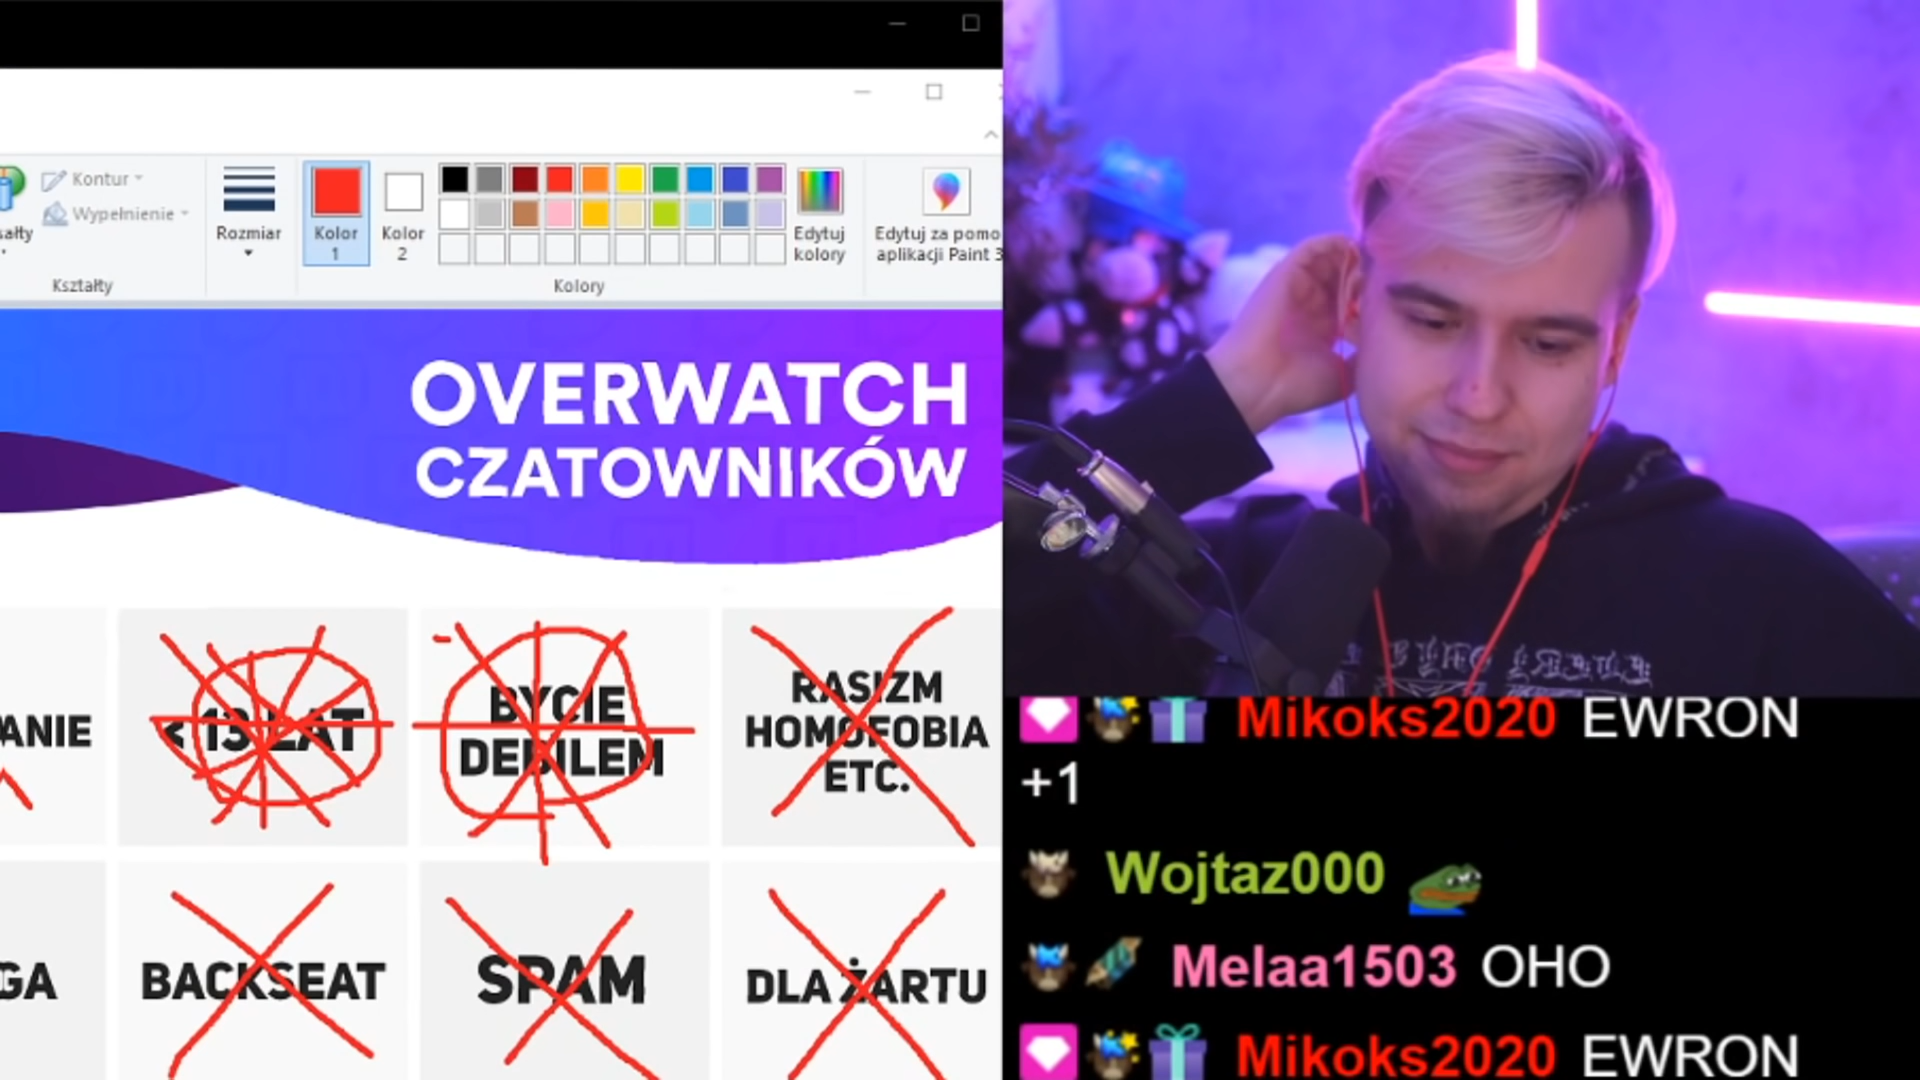 Kontur
Wypełnienie
Kształty
Rozmiar
Kolor
1
Kolor
2
Edytuj
kolory
Kolory
Edytuj za pomo
aplikacji Paint 3
OVERWATCH
CZATOWNIKÓW
ANIE
< 13 LAT
BYCIE
DEBILEM
RASIZM
HOMOFOBIA
ETC.
GA
BACKSEAT
SPAM
DLA ŻARTU
Mikoks2020 EWRON
+1
Wojtaz000
Melaa1503 OHO
Mikoks2020 EWRON